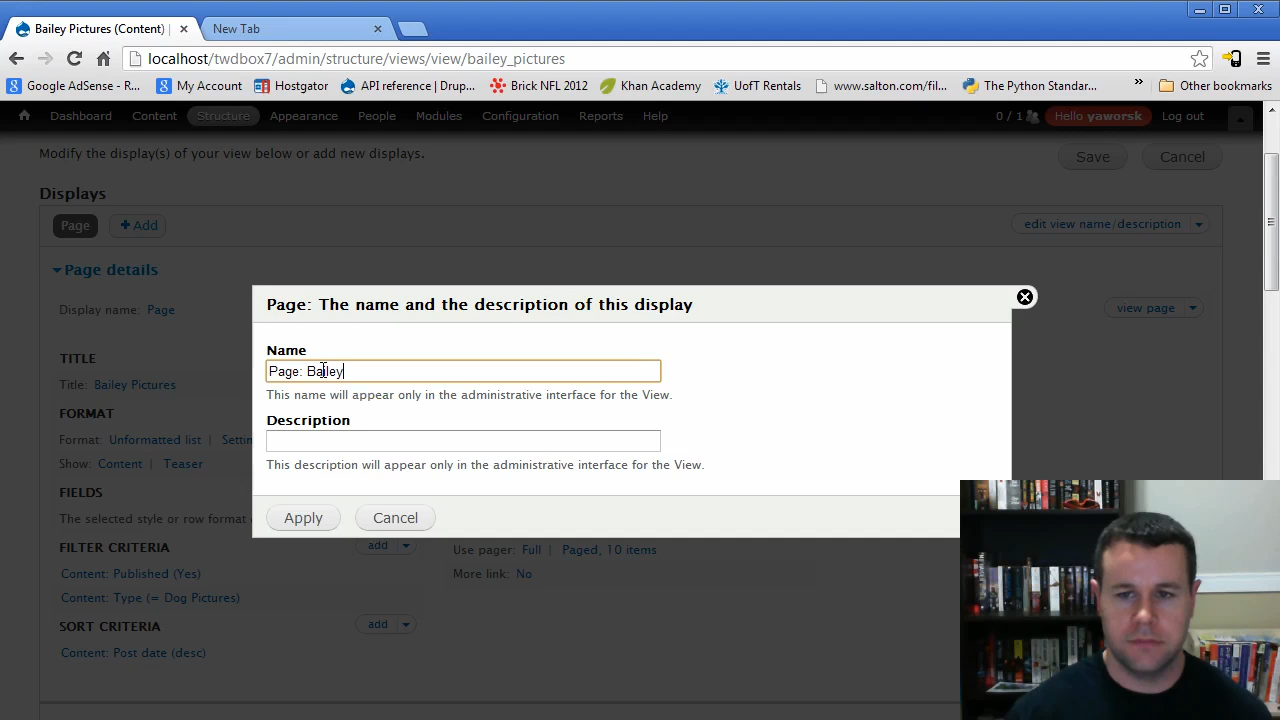 Bailey Pictures (Content) |
New Tab
localhost/twdbox7/admin/structure/views/view/bailey_pictures
Google AdSense - R...
My Account
Hostgator
API reference / Drup...
Brick NFL 2012
Khan Academy
UofT Rentals
www.salton.com/fil...
The Python Standar...
»
Other bookmarks
Dashboard
Content
Structure
Appearance
People
Modules
Configuration
Reports
Help
0 / 1
Hello yaworsk
Log out
Modify the display(s) of your view below or add new displays.
Save
Cancel
Displays
Page
+ Add
edit view name/description
Page details
Display name: Page
view page
TITLE
Title: Bailey Pictures
FORMAT
Format: Unformatted list |
Show: Content | Teaser
FIELDS
The selected style or row format
FILTER CRITERIA
add
Content: Published (Yes)
Content: Type (= Dog Pictures)
SORT CRITERIA
add
Content: Post date (desc)
Use pager: Full | Paged, 10 items
More link: No
Page: The name and the description of this display
Name
Page: Bailey
This name will appear only in the administrative interface for the View.
Description
This description will appear only in the administrative interface for the View.
Apply
Cancel